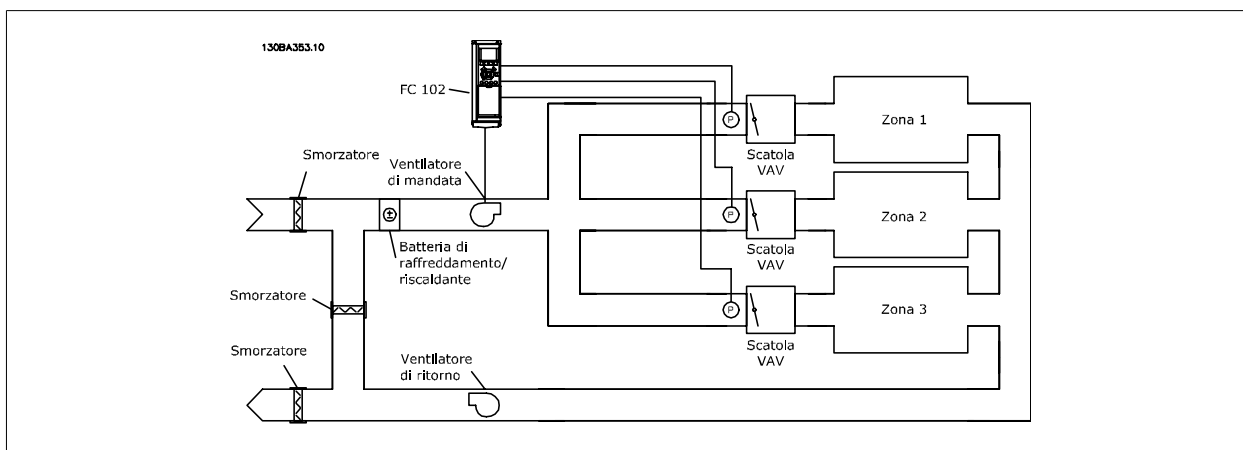 130BA353.10
FC 102
Smorzatore
Ventilatore
di mandata
Batteria di
raffreddamento/
riscaldante
Smorzatore
Smorzatore
Ventilatore
di ritorno
P
Scatola
VAV
Zona 1
P
Scatola
VAV
Zona 2
P
Scatola
VAV
Zona 3